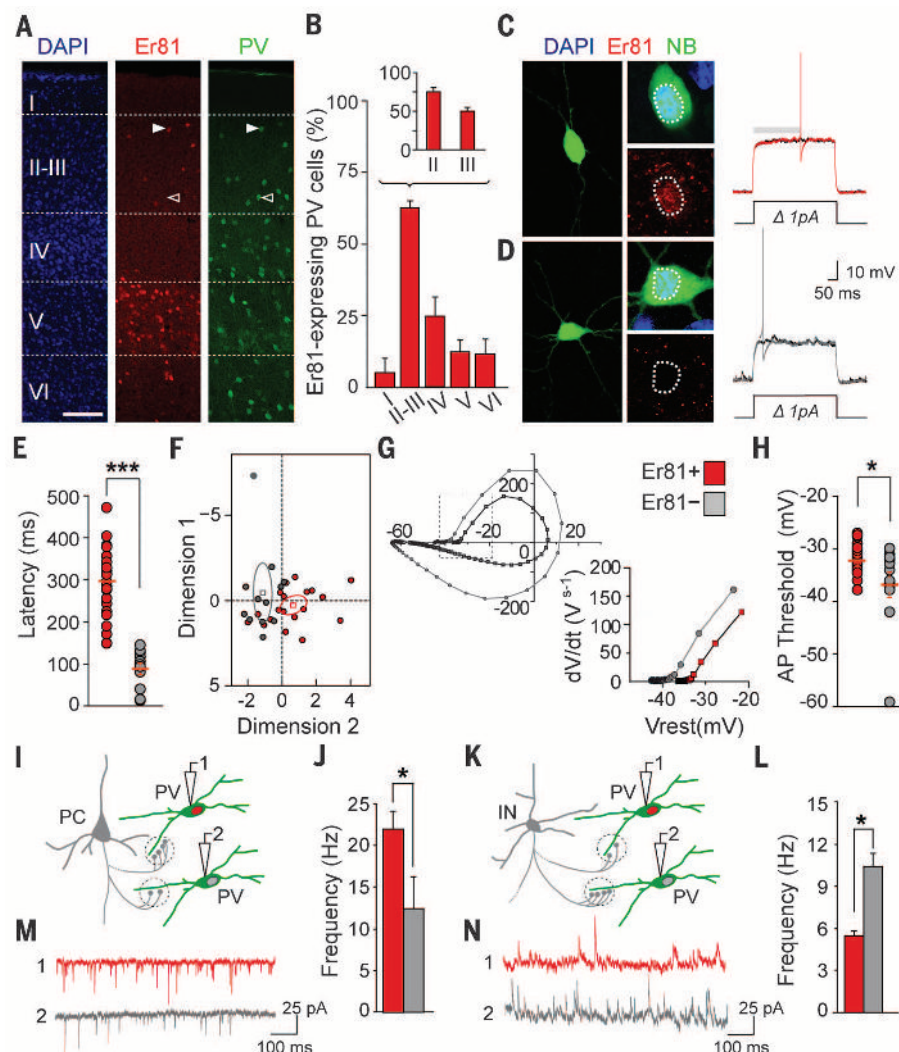 A
DAPI
Er81
PV
I
II-III
IV
V
VI
B
Er81-expressing PV cells (%)
100
75
50
25
0
100
75
50
25
0
II
III
I
II-III
IV
V
VI
C
DAPI Er81 NB
Δ 1pA
D
10 mV
50 ms
Δ 1pA
E
***
Latency (ms)
500
400
300
200
100
0
F
Dimension 1
−5
0
5
−2 0 2 4
Dimension 2
G
200
-60
-20
0
0
-200
Er81+
Er81−
dV/dt (V s-1)
200
150
100
50
0
-40 -30 -20
Vrest(mV)
H
*
AP Threshold (mV)
-20
-30
-40
-50
-60
I
PC
PV
1
2
PV
J
*
Frequency (Hz)
25
20
15
10
5
0
K
IN
PV
1
2
PV
L
*
Frequency (Hz)
15
12
9
6
3
0
M
1
2
25 pA
100 ms
N
1
2
25 pA
100 ms